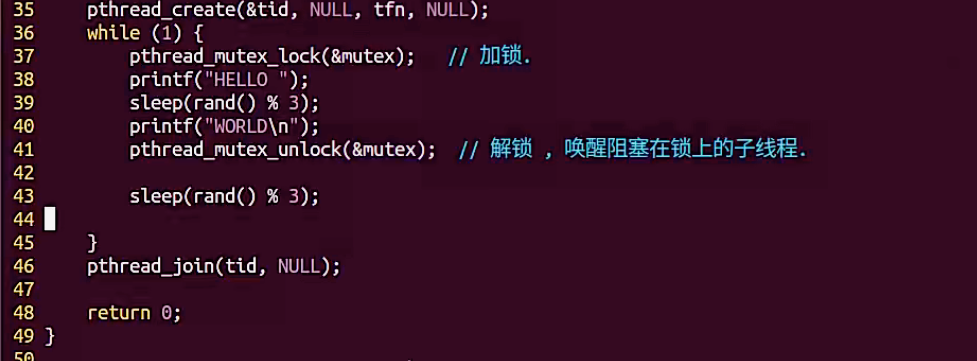 35     pthread_create(&tid, NULL, tfn, NULL);
36     while (1) {
37         pthread_mutex_lock(&mutex);   // 加锁.
38         printf("HELLO ");
39         sleep(rand() % 3);
40         printf("WORLD\n");
41         pthread_mutex_unlock(&mutex);  // 解锁 , 唤醒阻塞在锁上的子线程.
42
43         sleep(rand() % 3);
44
45     }
46     pthread_join(tid, NULL);
47
48     return 0;
49 }
50